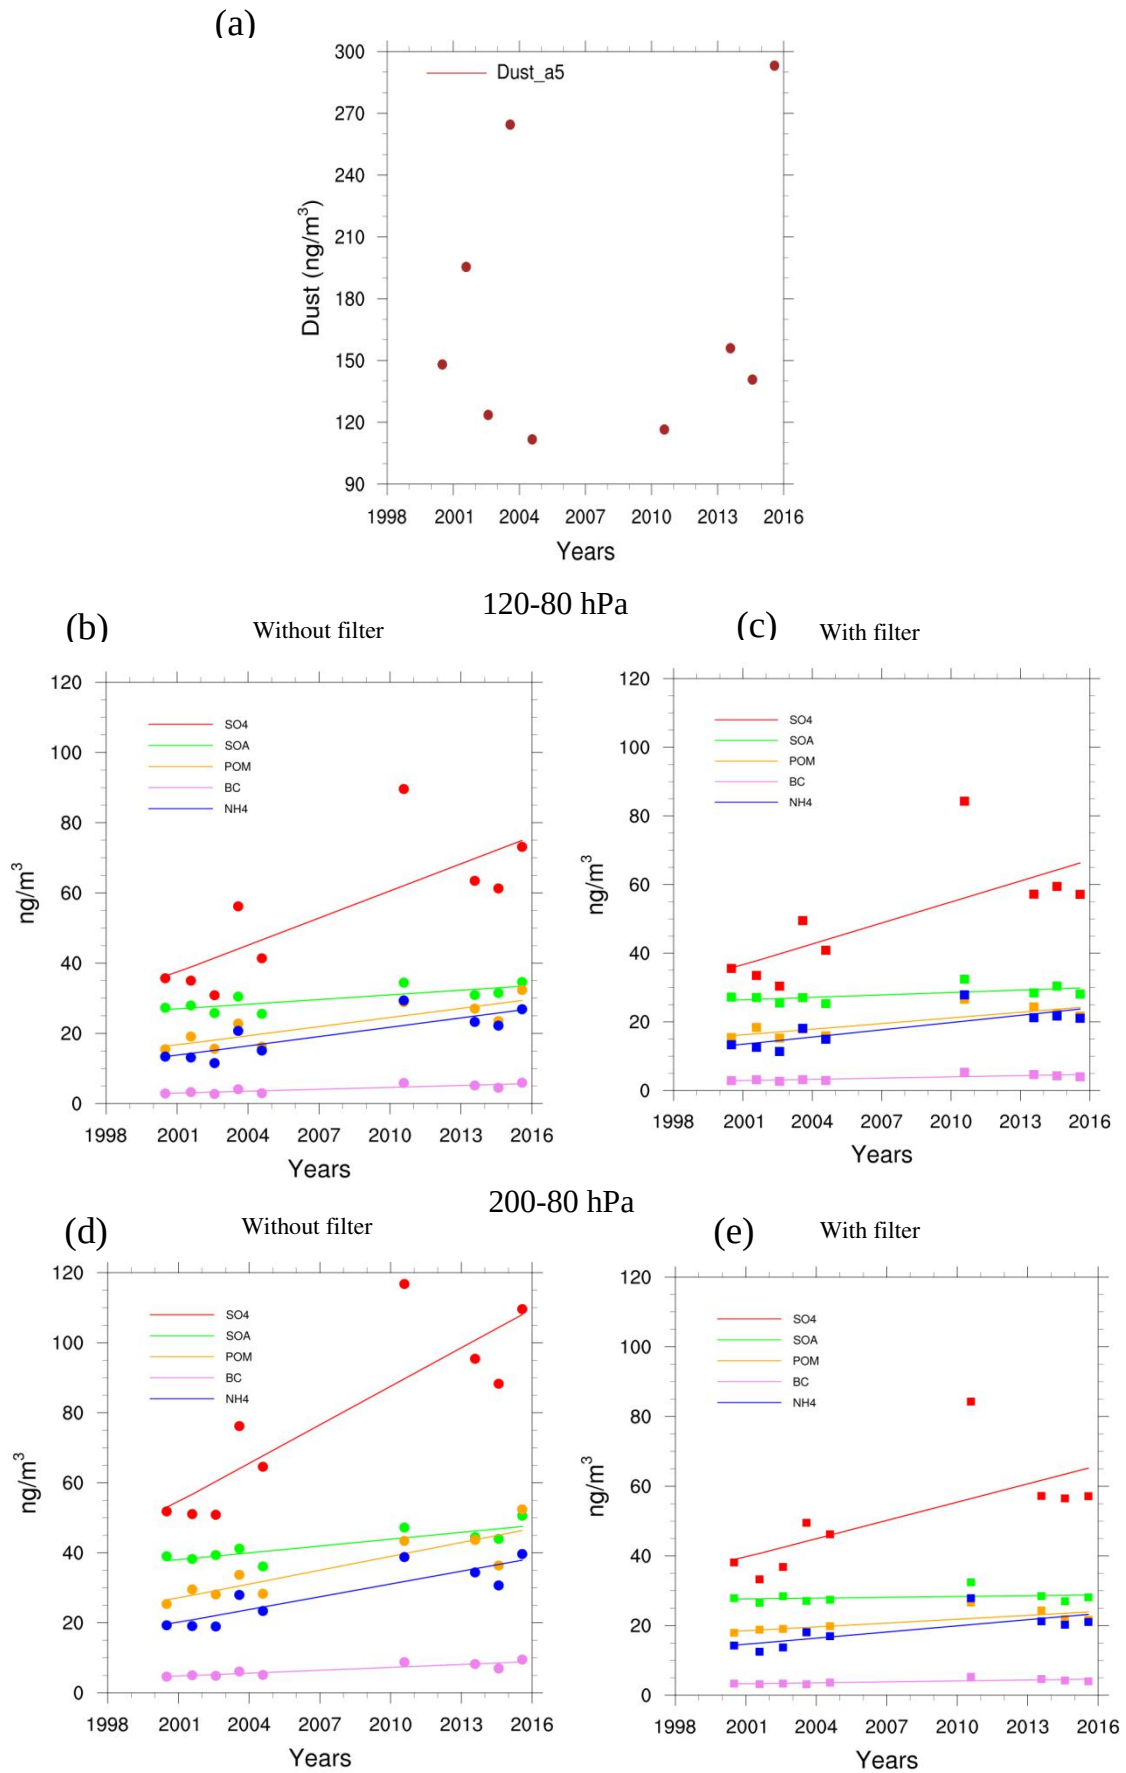 (a)
300
Dust_a5
270
240
210
180
150
120
90
Dust (ng/m³)
1998 2001 2004 2007 2010 2013 2016
Years
120-80 hPa
(b) Without filter
(c) With filter
120
100
80
60
40
20
0
ng/m³
SO4
SOA
POM
BC
NH4
1998 2001 2004 2007 2010 2013 2016
Years
120
100
80
60
40
20
0
ng/m³
SO4
SOA
POM
BC
NH4
1998 2001 2004 2007 2010 2013 2016
Years
200-80 hPa
(d) Without filter
(e) With filter
120
100
80
60
40
20
0
ng/m³
SO4
SOA
POM
BC
NH4
1998 2001 2004 2007 2010 2013 2016
Years
120
100
80
60
40
20
0
ng/m³
SO4
SOA
POM
BC
NH4
1998 2001 2004 2007 2010 2013 2016
Years